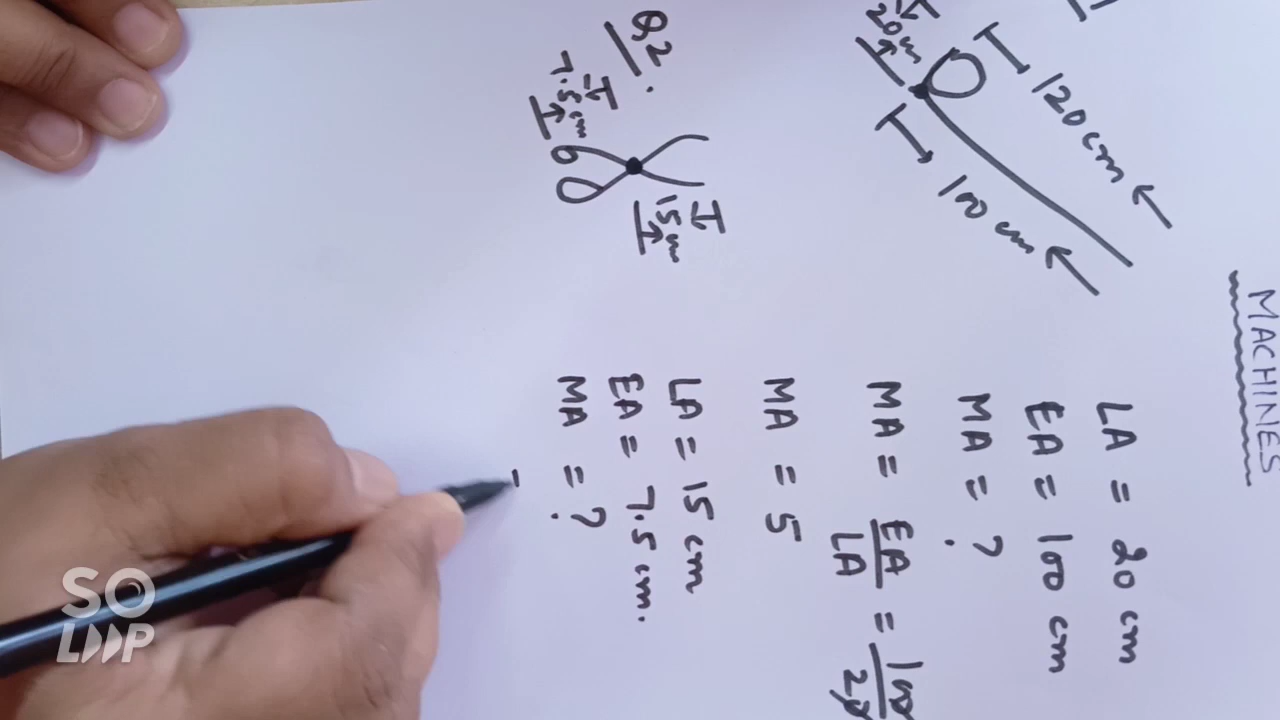 MACHINES
120 cm
20 cm
100 cm
LA = 20 cm
EA = 100 cm
MA = ?
MA = EA/LA = 100/20
MA = 5
Q2.
7.5 cm
15 cm
LA = 15 cm
EA = 7.5 cm.
MA = ?
SO
LOOP